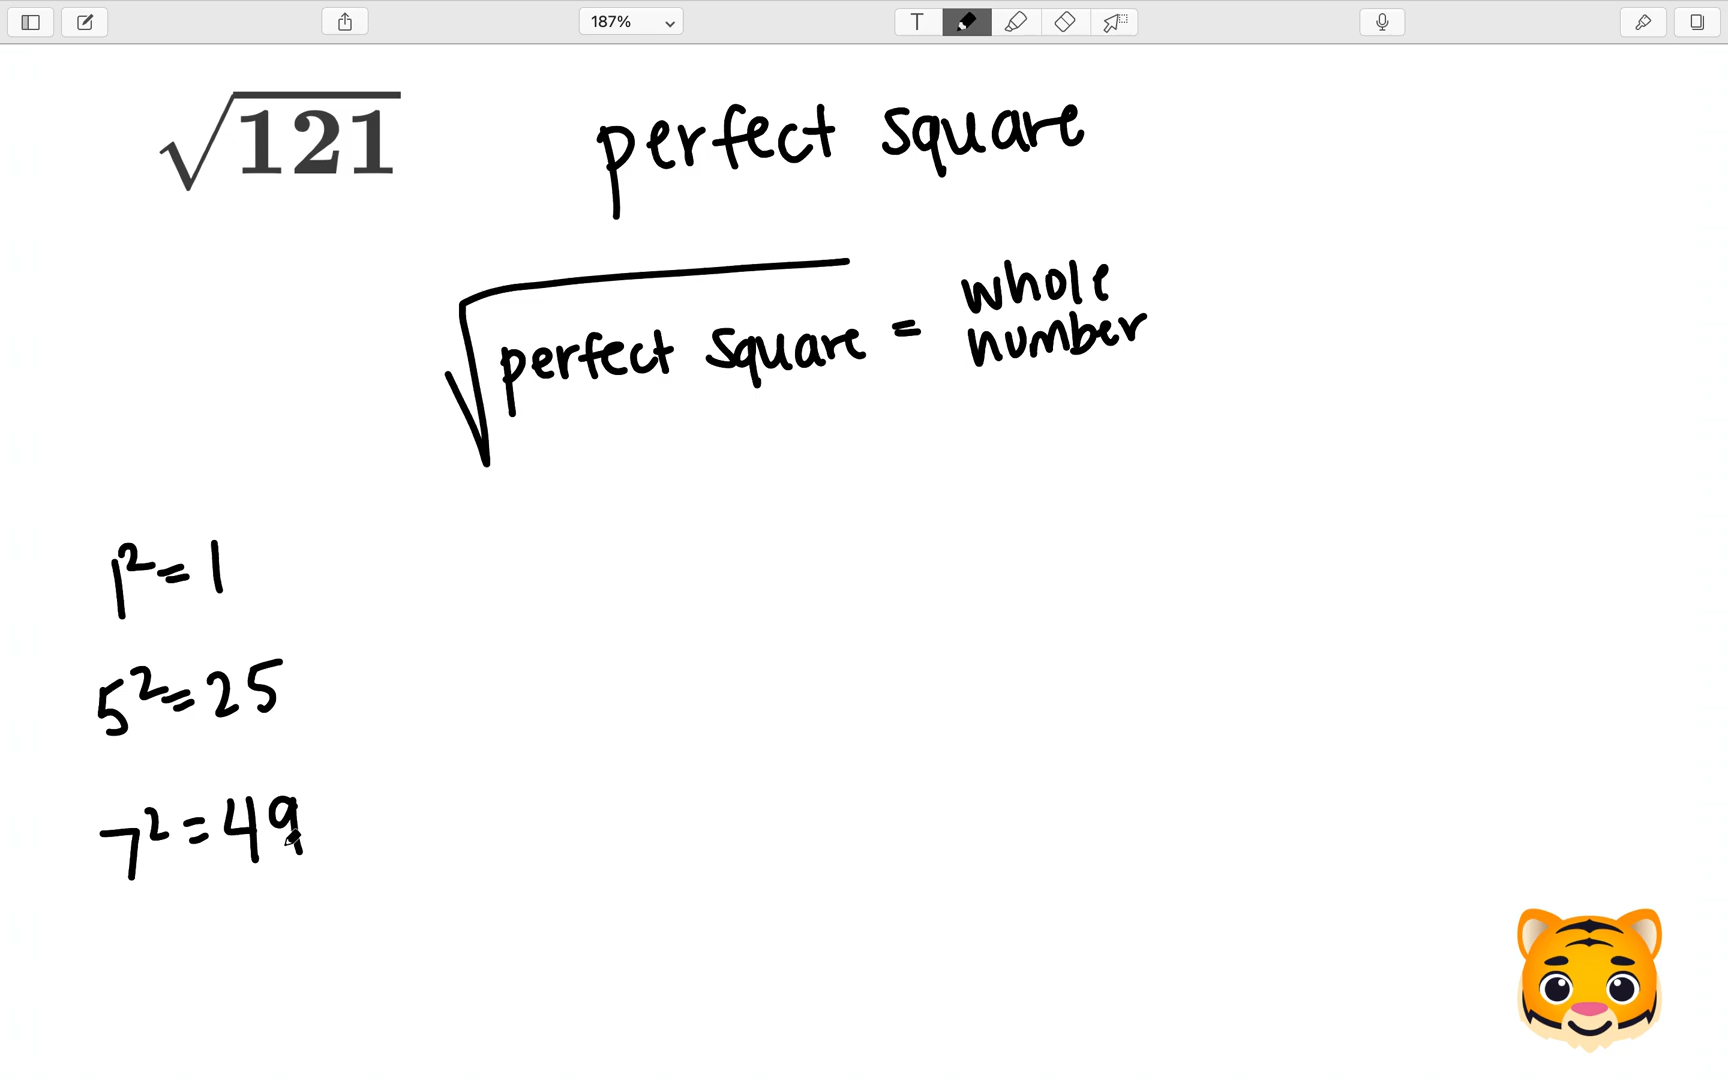 187%
T
√121
perfect square
√perfect square = whole number
1² = 1
5² = 25
7² = 49